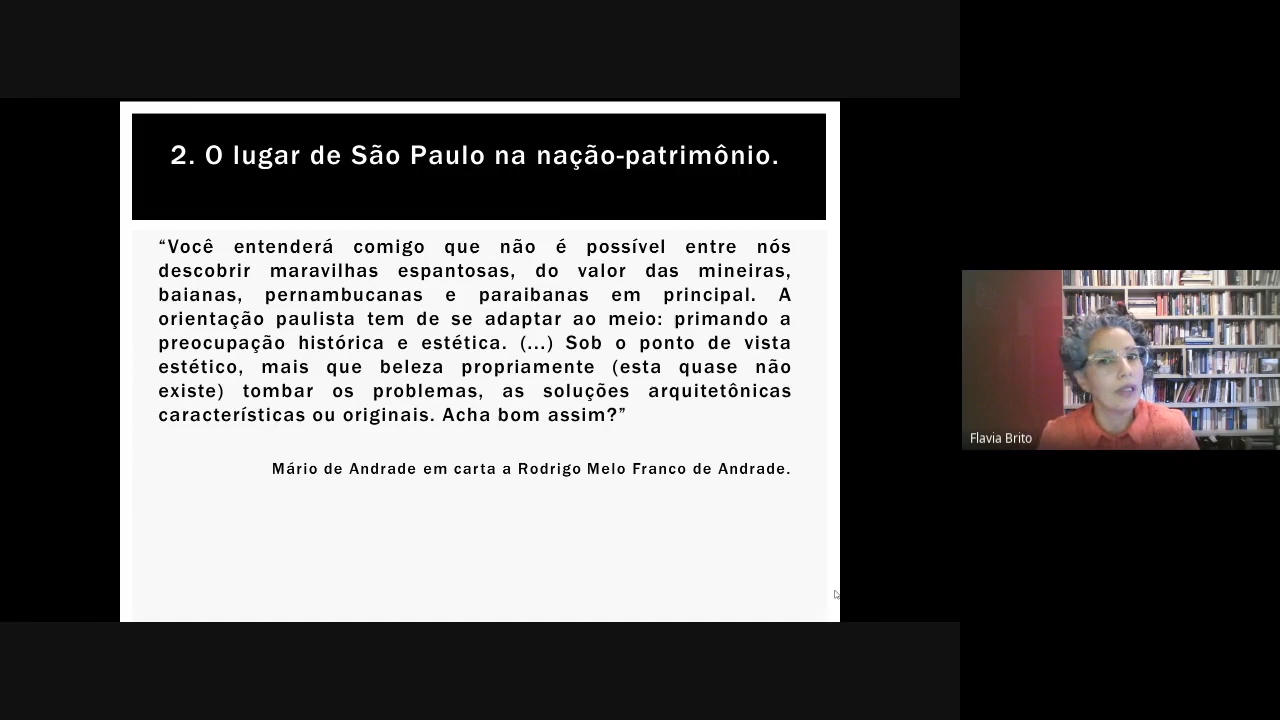 2. O lugar de São Paulo na nação-patrimônio.
“Você entenderá comigo que não é possível entre nós
descobrir maravilhas espantosas, do valor das mineiras,
baianas, pernambucanas e paraibanas em principal. A
orientação paulista tem de se adaptar ao meio: primando a
preocupação histórica e estética. (...) Sob o ponto de vista
estético, mais que beleza propriamente (esta quase não
existe) tombar os problemas, as soluções arquitetônicas
características ou originais. Acha bom assim?”
Mário de Andrade em carta a Rodrigo Melo Franco de Andrade.
Flavia Brito